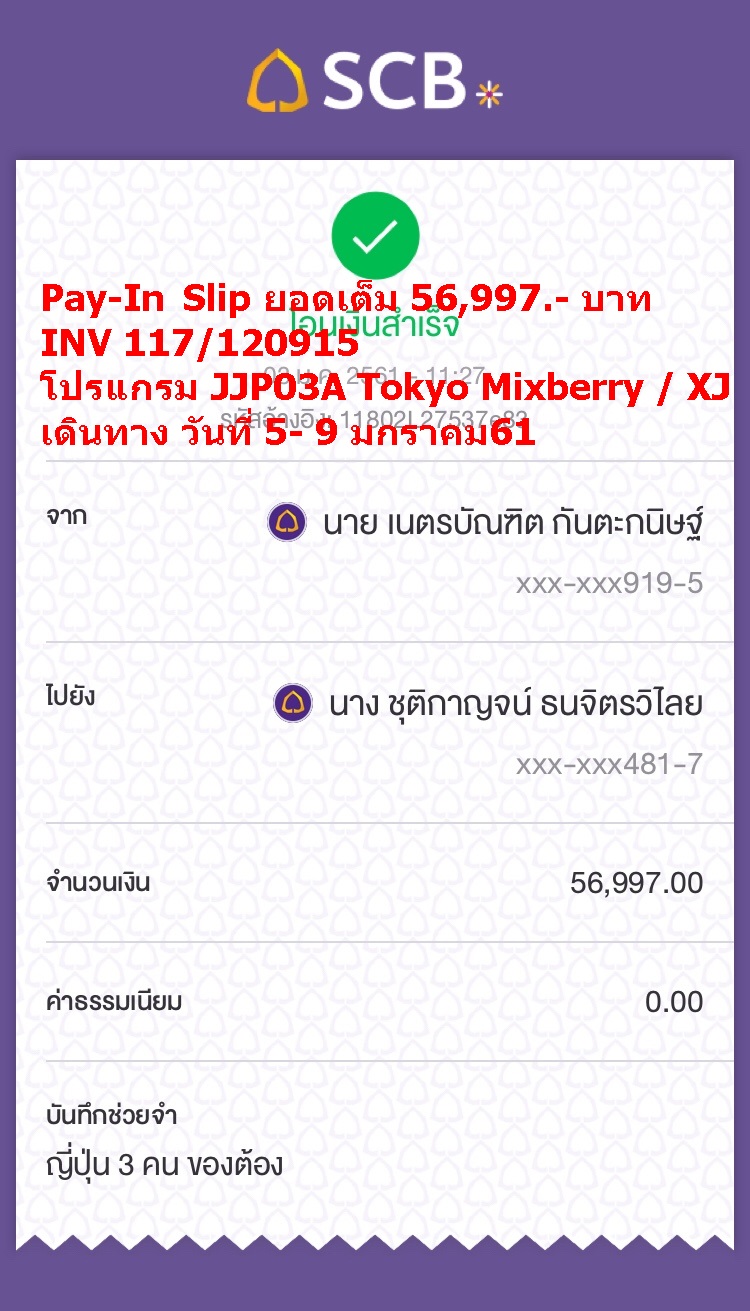 SCB
Pay-In Slip ยอดเต็ม 56,997.- บาท
โอนเงินสำเร็จ
INV 117/120915
2561 - 11:27
โปรแกรม JJP03A Tokyo Mixberry / XJ
รหัสอ้างอิง:
เดินทาง วันที่ 5- 9 มกราคม61
จาก
นาย เนตรบัณฑิต กันตะกนิษฐ์
xxx-xxx919-5
ไปยัง
นาง ชุติกาญจน์ ธนจิตรวิไลย
xxx-xxx481-7
จำนวนเงิน
56,997.00
ค่าธรรมเนียม
0.00
บันทึกช่วยจำ
ญี่ปุ่น 3 คน ของต้อง